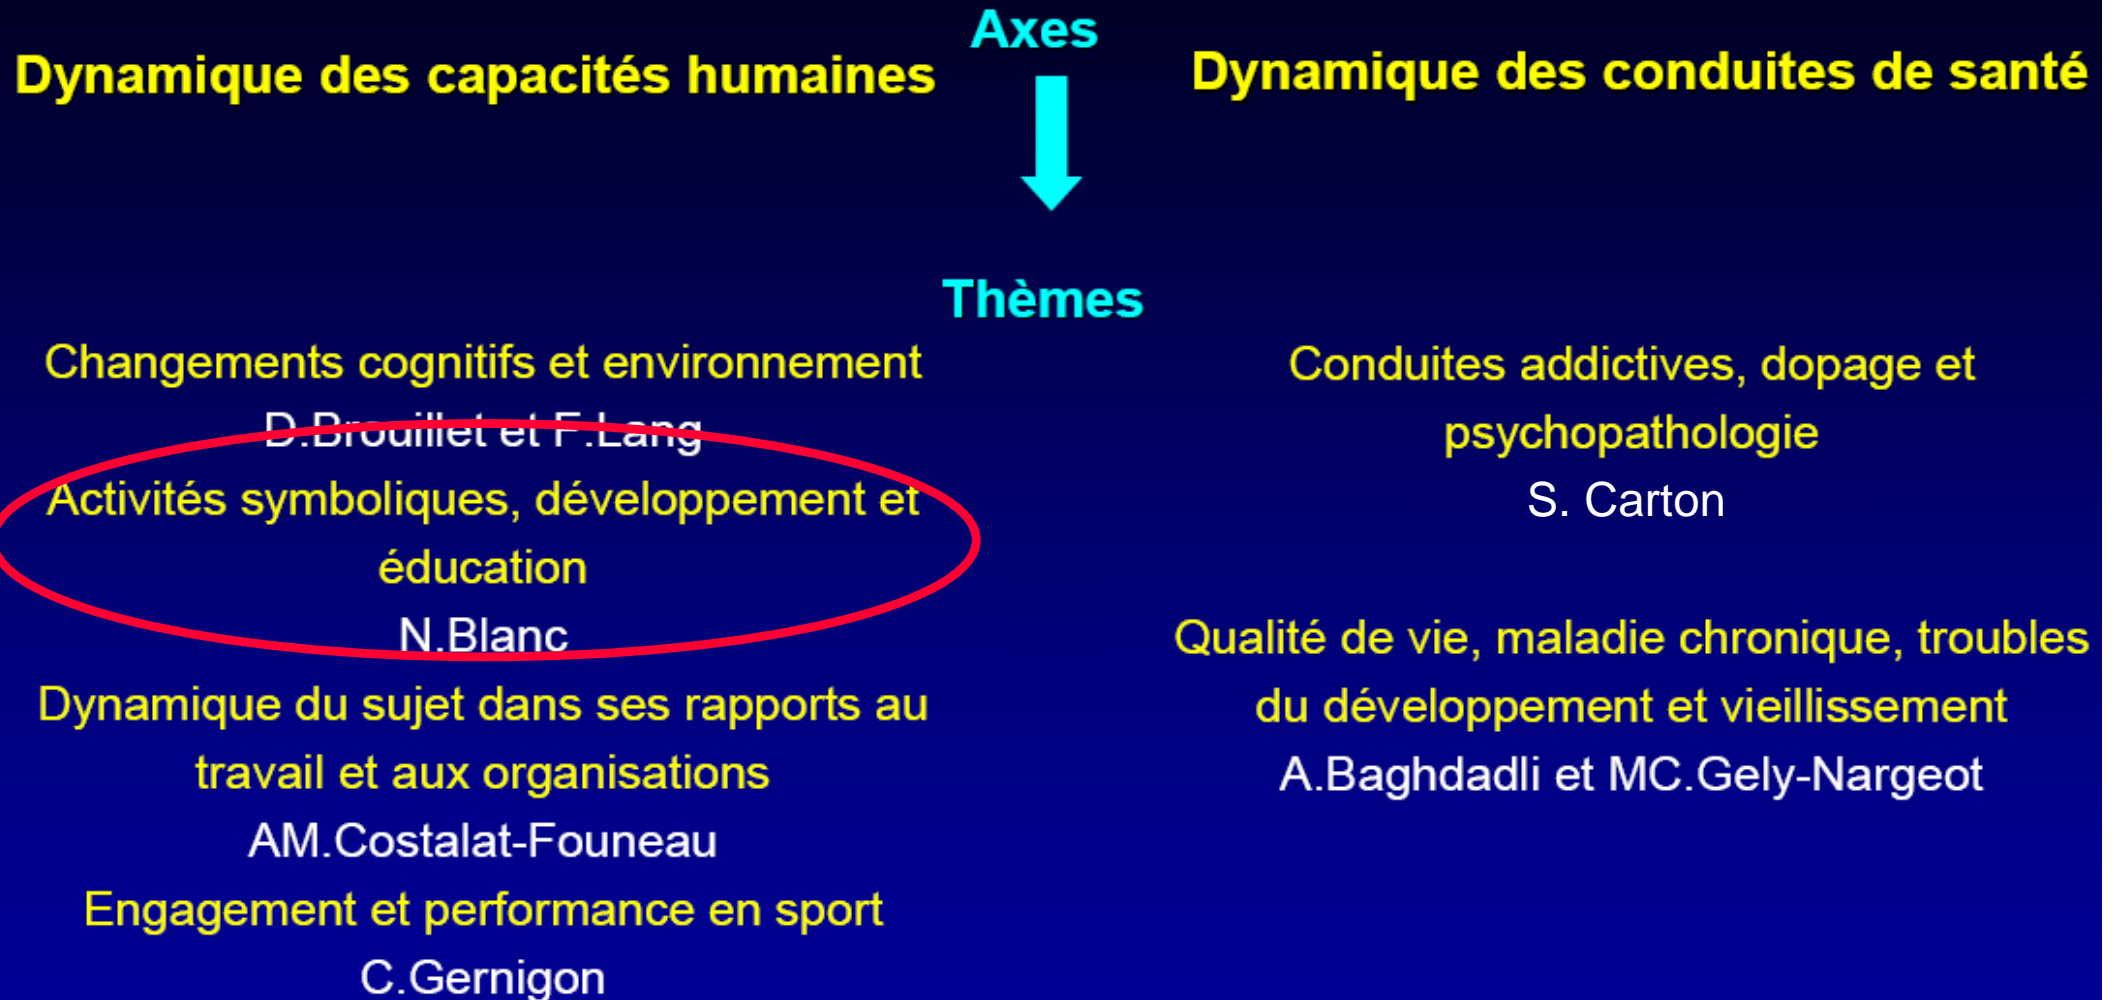 Axes
Dynamique des capacités humaines
Dynamique des conduites de santé
Thèmes
Changements cognitifs et environnement
D.Brouillet et F.Lang
Activités symboliques, développement et
éducation
N.Blanc
Dynamique du sujet dans ses rapports au
travail et aux organisations
AM.Costalat-Founeau
Engagement et performance en sport
C.Gernigon
Conduites addictives, dopage et
psychopathologie
S. Carton
Qualité de vie, maladie chronique, troubles
du développement et vieillissement
A.Baghdadli et MC.Gely-Nargeot